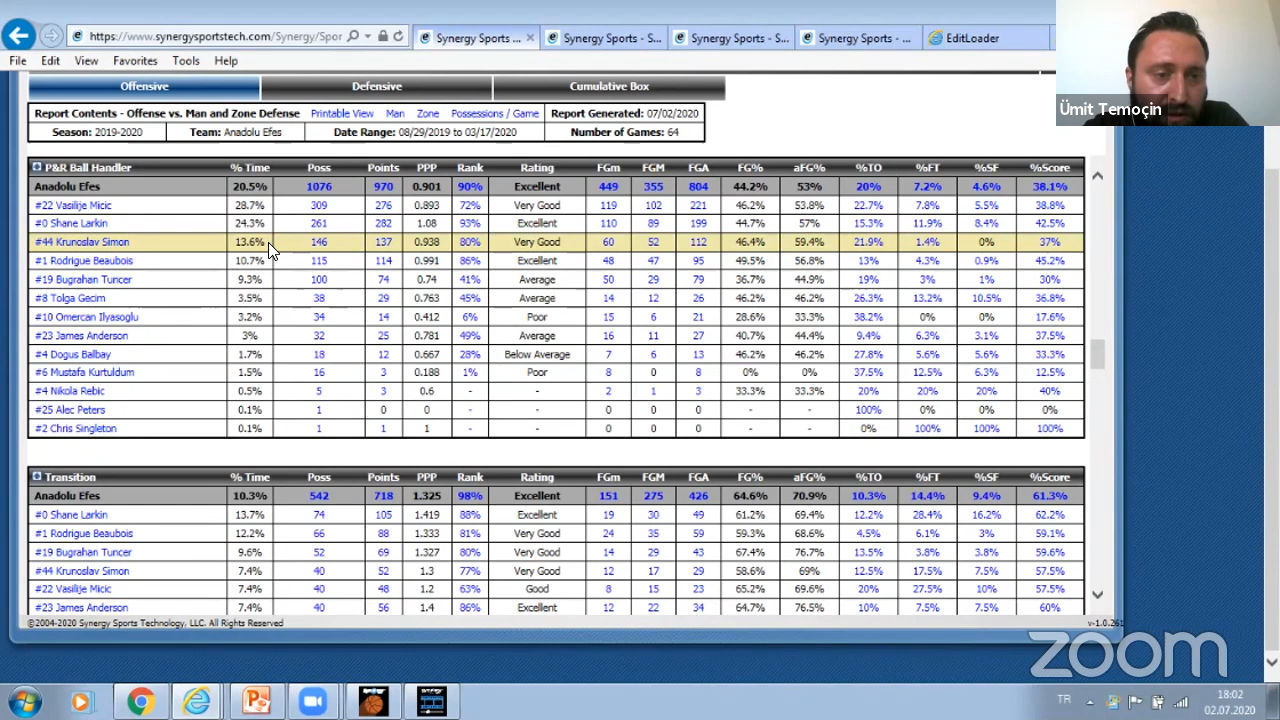 https://www.synergysportstech.com/Synergy/Spor
Synergy Sports ...
Synergy Sports - S...
Synergy Sports - S...
Synergy Sports - ...
EditLoader
File Edit View Favorites Tools Help
Ümit Temoçin
Offensive Defensive Cumulative Box
Report Contents - Offense vs. Man and Zone Defense Printable View Man Zone Possessions / Game Report Generated: 07/02/2020
Season: 2019-2020 Team: Anadolu Efes Date Range: 08/29/2019 to 03/17/2020 Number of Games: 64
P&R Ball Handler % Time Poss Points PPP Rank Rating FGm FGM FGA FG% aFG% %TO %FT %SF %Score
Anadolu Efes 20.5% 1076 970 0.901 90% Excellent 449 355 804 44.2% 53% 20% 7.2% 4.6% 38.1%
#22 Vasilije Micic 28.7% 309 276 0.893 72% Very Good 119 102 221 46.2% 53.8% 22.7% 7.8% 5.5% 38.8%
#0 Shane Larkin 24.3% 261 282 1.08 93% Excellent 110 89 199 44.7% 57% 15.3% 11.9% 8.4% 42.5%
#44 Krunoslav Simon 13.6% 146 137 0.938 80% Very Good 60 52 112 46.4% 59.4% 21.9% 1.4% 0% 37%
#1 Rodrigue Beaubois 10.7% 115 114 0.991 86% Excellent 48 47 95 49.5% 56.8% 13% 4.3% 0.9% 45.2%
#19 Bugrahan Tuncer 9.3% 100 74 0.74 41% Average 50 29 79 36.7% 44.9% 19% 3% 1% 30%
#8 Tolga Gecim 3.5% 38 29 0.763 45% Average 14 12 26 46.2% 46.2% 26.3% 13.2% 10.5% 36.8%
#10 Omercan Ilyasoglu 3.2% 34 14 0.412 6% Poor 15 6 21 28.6% 33.3% 38.2% 0% 0% 17.6%
#23 James Anderson 3% 32 25 0.781 49% Average 16 11 27 40.7% 44.4% 9.4% 6.3% 3.1% 37.5%
#4 Dogus Balbay 1.7% 18 12 0.667 28% Below Average 7 6 13 46.2% 46.2% 27.8% 5.6% 5.6% 33.3%
#6 Mustafa Kurtuldum 1.5% 16 3 0.188 1% Poor 8 0 8 0% 0% 37.5% 12.5% 6.3% 12.5%
#4 Nikola Rebic 0.5% 5 3 0.6 - - 2 1 3 33.3% 33.3% 20% 20% 20% 40%
#25 Alec Peters 0.1% 1 0 0 - - 0 0 0 - - 100% 0% 0% 0%
#2 Chris Singleton 0.1% 1 1 1 - - 0 0 0 - - 0% 100% 100% 100%
Transition % Time Poss Points PPP Rank Rating FGm FGM FGA FG% aFG% %TO %FT %SF %Score
Anadolu Efes 10.3% 542 718 1.325 98% Excellent 151 275 426 64.6% 70.9% 10.3% 14.4% 9.4% 61.3%
#0 Shane Larkin 13.7% 74 105 1.419 88% Excellent 19 30 49 61.2% 69.4% 12.2% 28.4% 16.2% 62.2%
#1 Rodrigue Beaubois 12.2% 66 88 1.333 81% Very Good 24 35 59 59.3% 68.6% 4.5% 6.1% 3% 59.1%
#19 Bugrahan Tuncer 9.6% 52 69 1.327 80% Very Good 14 29 43 67.4% 76.7% 13.5% 3.8% 3.8% 59.6%
#44 Krunoslav Simon 7.4% 40 52 1.3 77% Very Good 12 17 29 58.6% 69% 12.5% 17.5% 7.5% 57.5%
#22 Vasilije Micic 7.4% 40 48 1.2 63% Good 8 15 23 65.2% 69.6% 20% 27.5% 10% 57.5%
#23 James Anderson 7.4% 40 56 1.4 86% Excellent 12 22 34 64.7% 76.5% 10% 7.5% 7.5% 60%
©2004-2020 Synergy Sports Technology, LLC. All Rights Reserved v-1.0.261
zoom
TR 18:02
02.07.2020